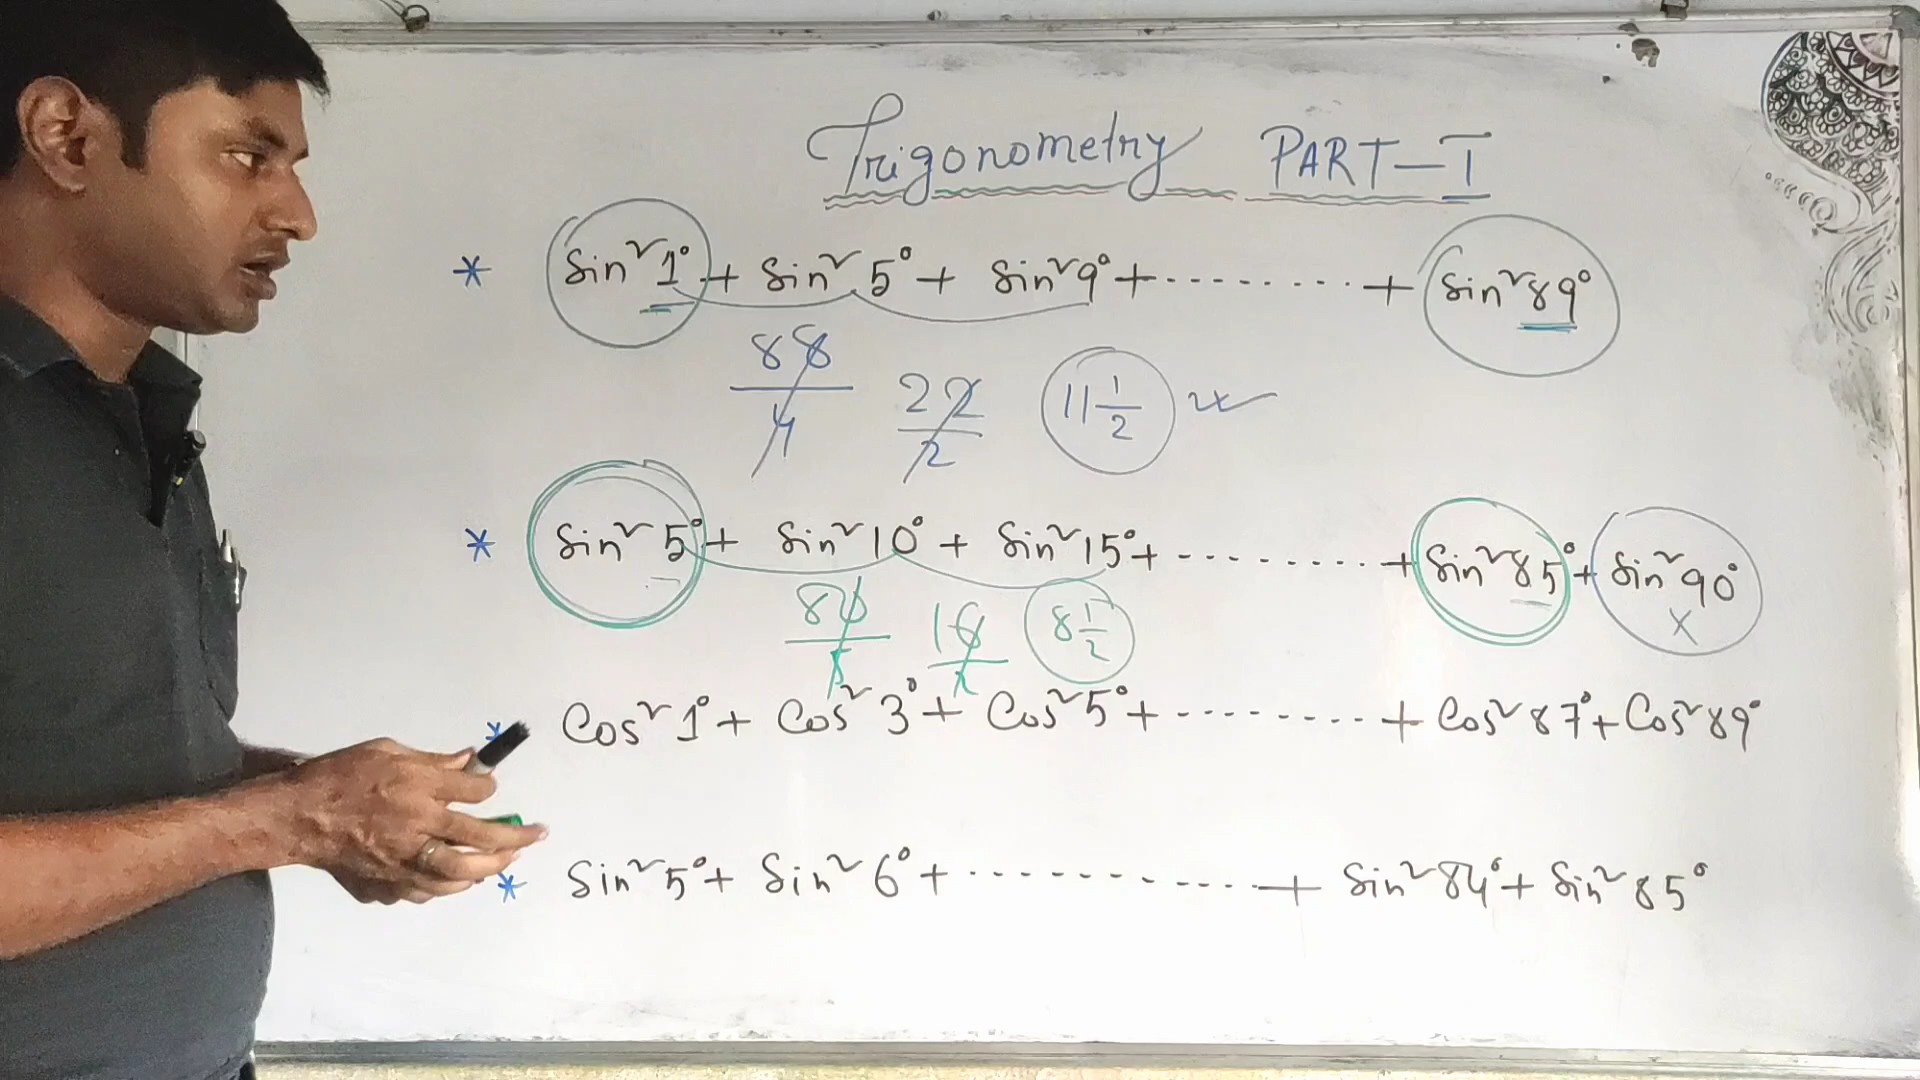 Trigonometry PART-I
* Sin² 1° + Sin² 5° + Sin² 9° + --------- + Sin² 89°
88/4 22/2 11 1/2
* Sin² 5° + Sin² 10° + Sin² 15° + --------- + Sin² 85° + Sin² 90°
80/5 16/2 8 1/2 X
* Cos² 1° + Cos² 3° + Cos² 5° + --------- + Cos² 87° + Cos² 89°
* Sin² 5° + Sin² 6° + ------------ + Sin² 84° + Sin² 85°